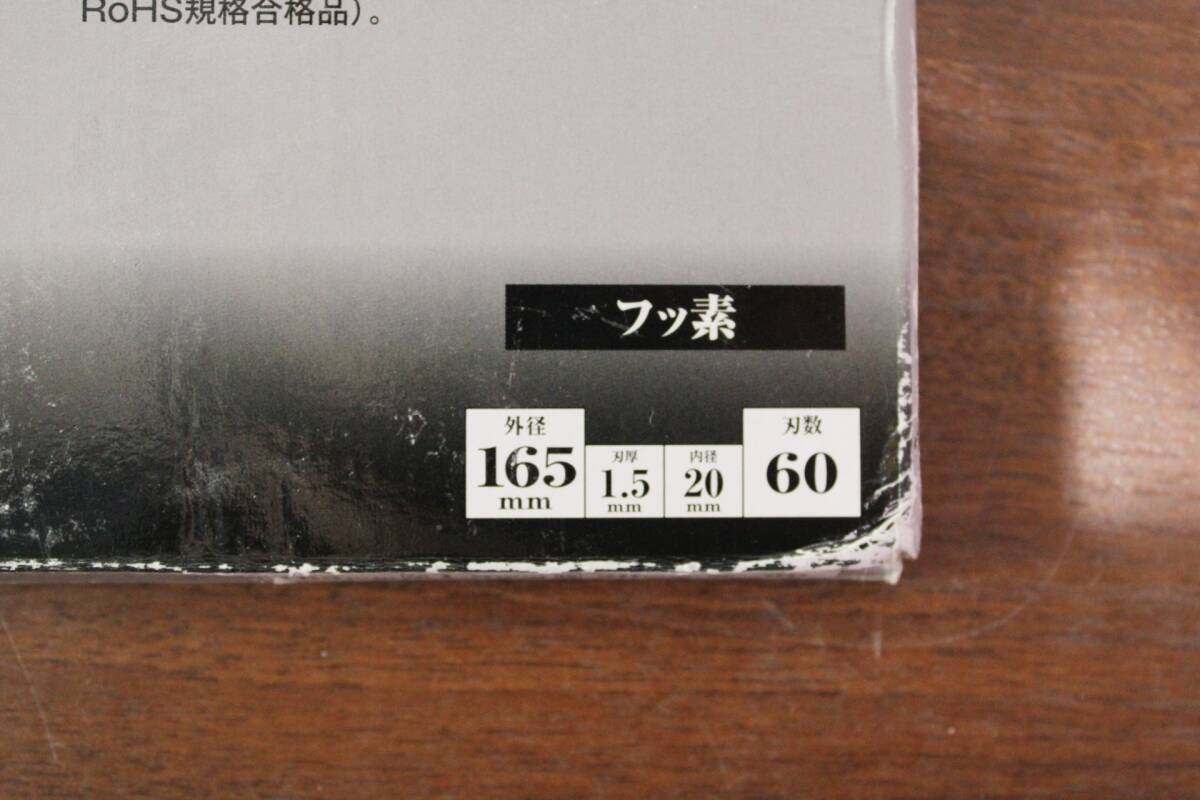 RoHS規格合格品）。
フッ素
外径 刃厚 内径 刃数
165 1.5 20 60
mm mm mm